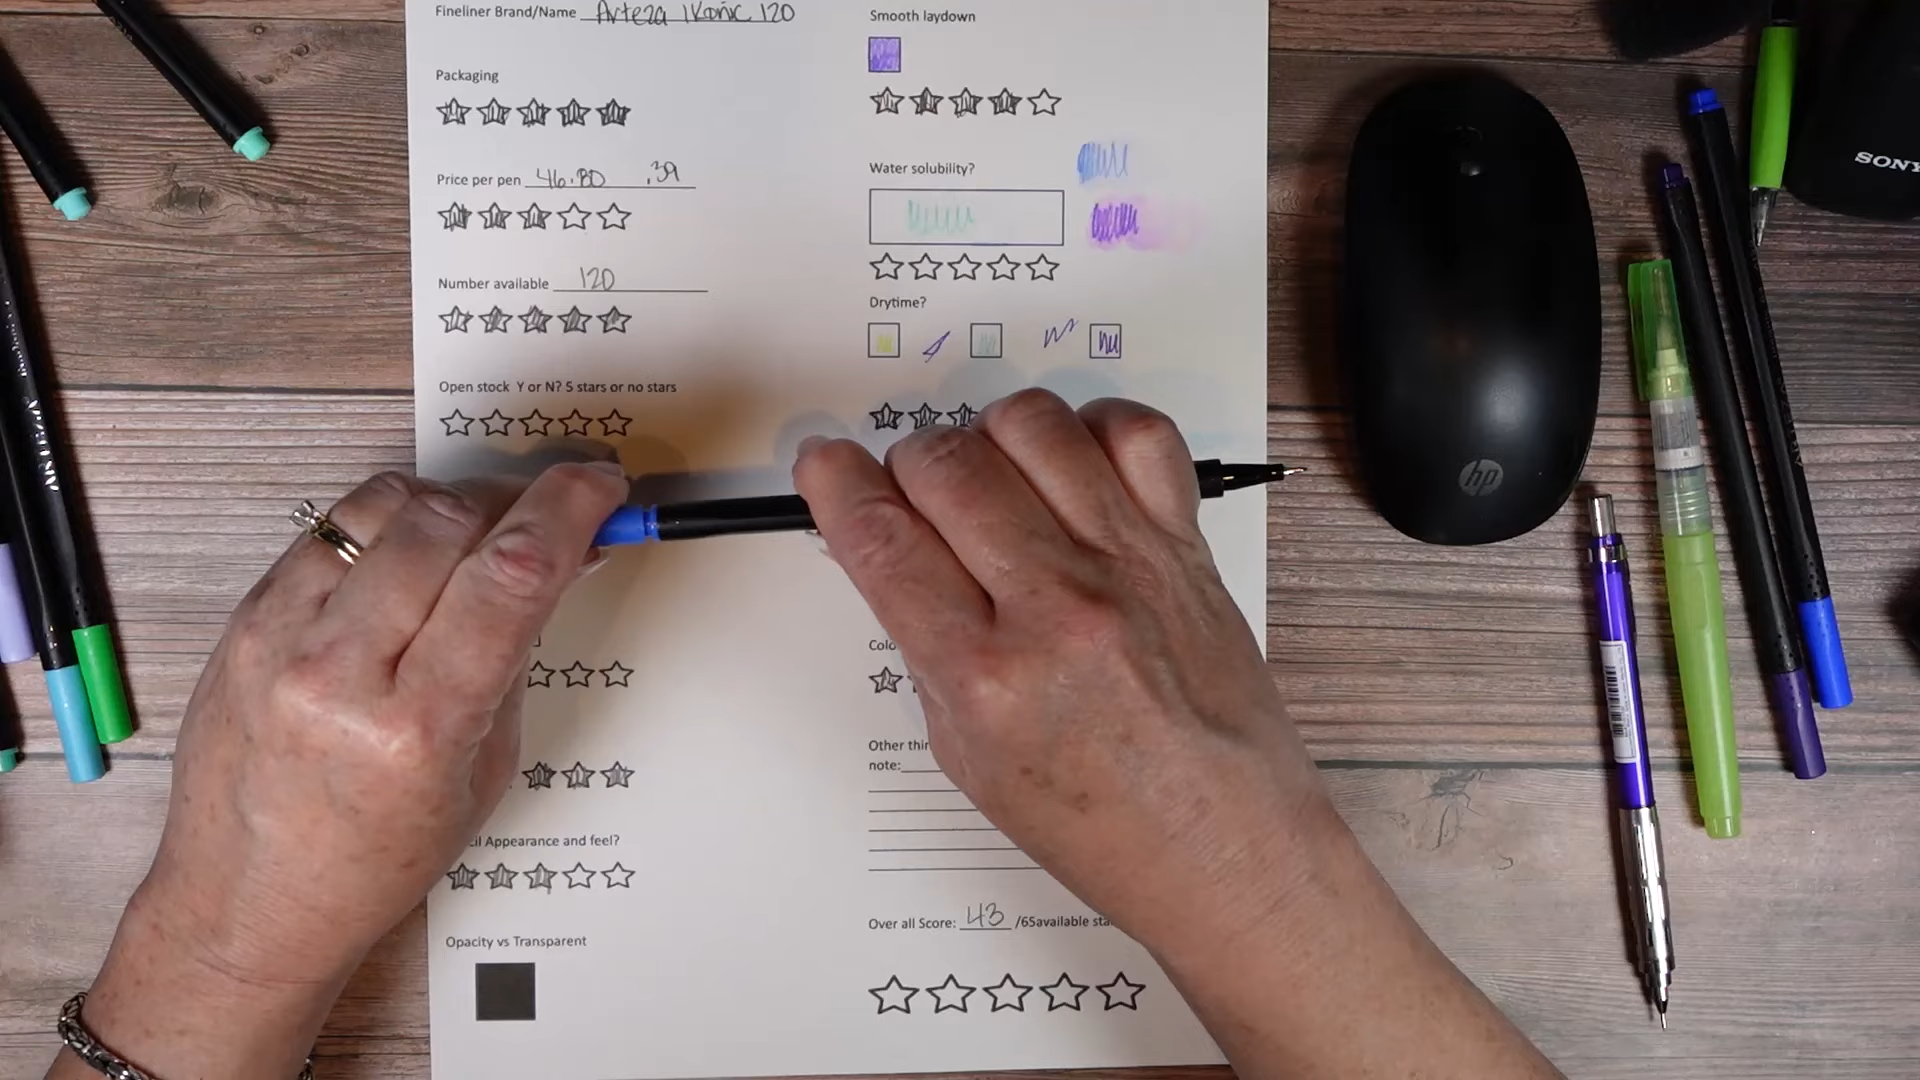 Fineliner Brand/Name Arteza iKonic 120
Packaging
Price per pen 46.80 .39
Number available 120
Open stock Y or N? 5 stars or no stars
Appearance and feel?
Opacity vs Transparent
Smooth laydown
Water solubility?
Drytime?
Other
note:
Over all Score: 43 /65available
hp
SONY
ARTEZA